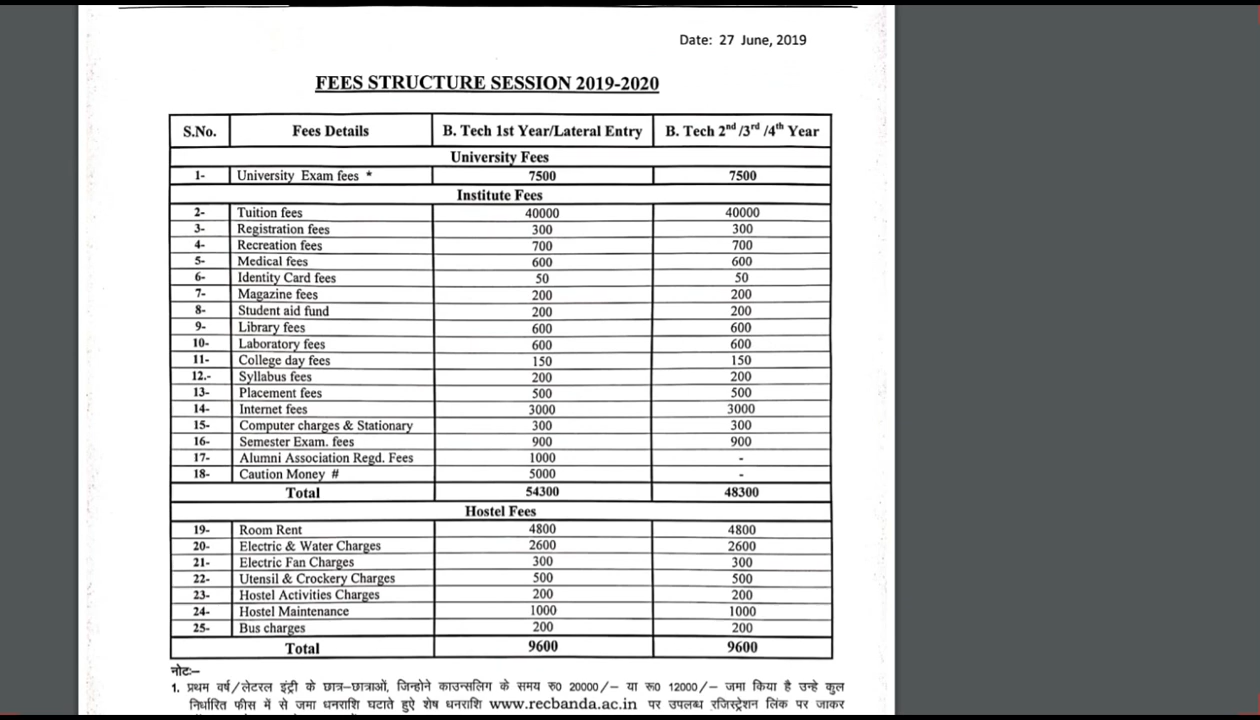 Date: 27 June, 2019
FEES STRUCTURE SESSION 2019-2020
S.No. Fees Details B. Tech 1st Year/Lateral Entry B. Tech 2nd /3rd /4th Year
University Fees
1- University Exam fees * 7500 7500
Institute Fees
2- Tuition fees 40000 40000
3- Registration fees 300 300
4- Recreation fees 700 700
5- Medical fees 600 600
6- Identity Card fees 50 50
7- Magazine fees 200 200
8- Student aid fund 200 200
9- Library fees 600 600
10- Laboratory fees 600 600
11- College day fees 150 150
12.- Syllabus fees 200 200
13- Placement fees 500 500
14- Internet fees 3000 3000
15- Computer charges & Stationary 300 300
16- Semester Exam. fees 900 900
17- Alumni Association Regd. Fees 1000 -
18- Caution Money # 5000 -
Total 54300 48300
Hostel Fees
19- Room Rent 4800 4800
20- Electric & Water Charges 2600 2600
21- Electric Fan Charges 300 300
22- Utensil & Crockery Charges 500 500
23- Hostel Activities Charges 200 200
24- Hostel Maintenance 1000 1000
25- Bus charges 200 200
Total 9600 9600
नोटः–
1. प्रथम वर्ष/लेटरल इंट्री के छात्र–छात्राओं, जिन्होने काउन्सलिग के समय रु0 20000/– या रू0 12000/– जमा किया है उन्हे कुल
निर्धारित फीस में से जमा धनराशि घटाते हुऐ शेष धनराशि www.recbanda.ac.in पर उपलब्ध रजिस्ट्रेशन लिंक पर जाकर